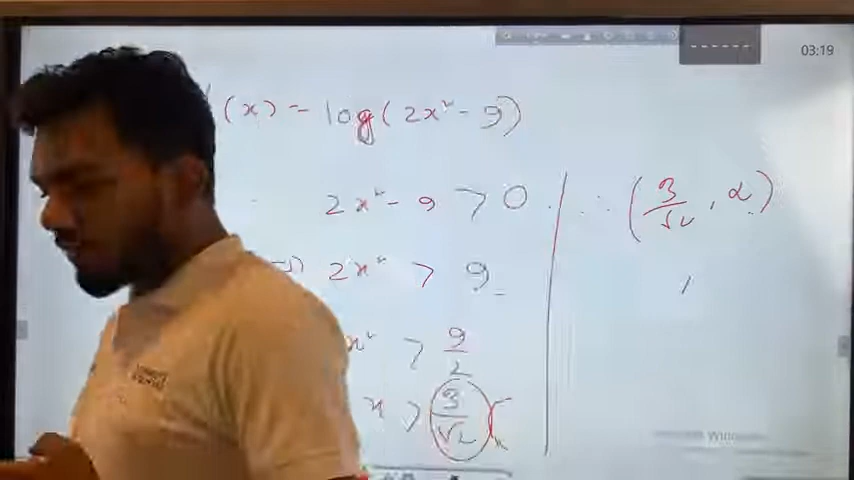 03:19
(x) = log(2x² - 9)
2x² - 9 > 0
⇒ 2x² > 9
x² > 9/2
x > 3/√2
∴ (3/√2, α)